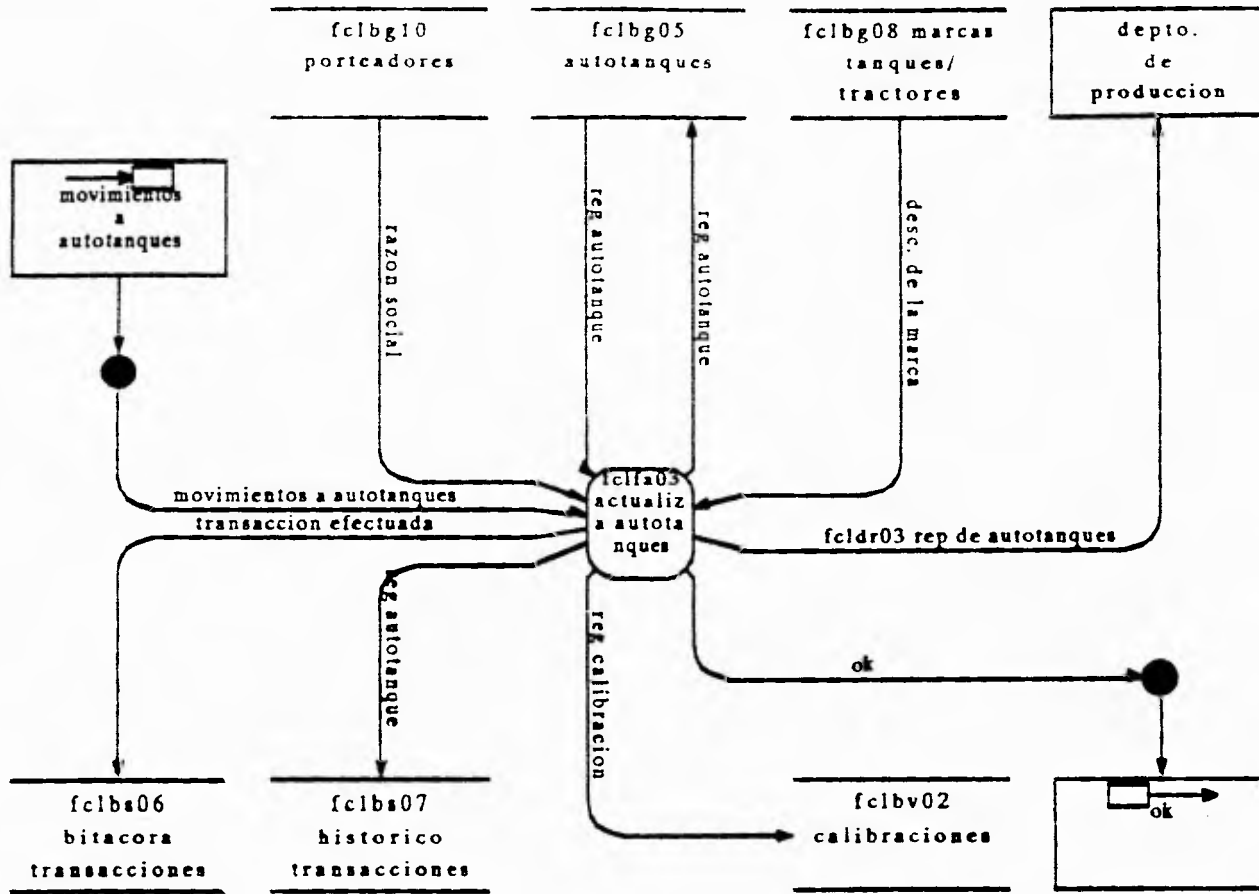 fclbg10
porteadores
fclbg05
autotanques
fclbg08 marcas
tanques/
tractores
depto.
de
produccion
movimientos
a
autotanques
razon social
reg autotanque
reg autotanque
desc. de la marca
fclfa03
actualiz
a autota
nques
movimientos a autotanques
transaccion efectuada
fcldr03 rep de autotanques
reg autotanque
reg calibracion
ok
fclbs06
bitacora
transacciones
fclbs07
historico
transacciones
fclbv02
calibraciones
ok